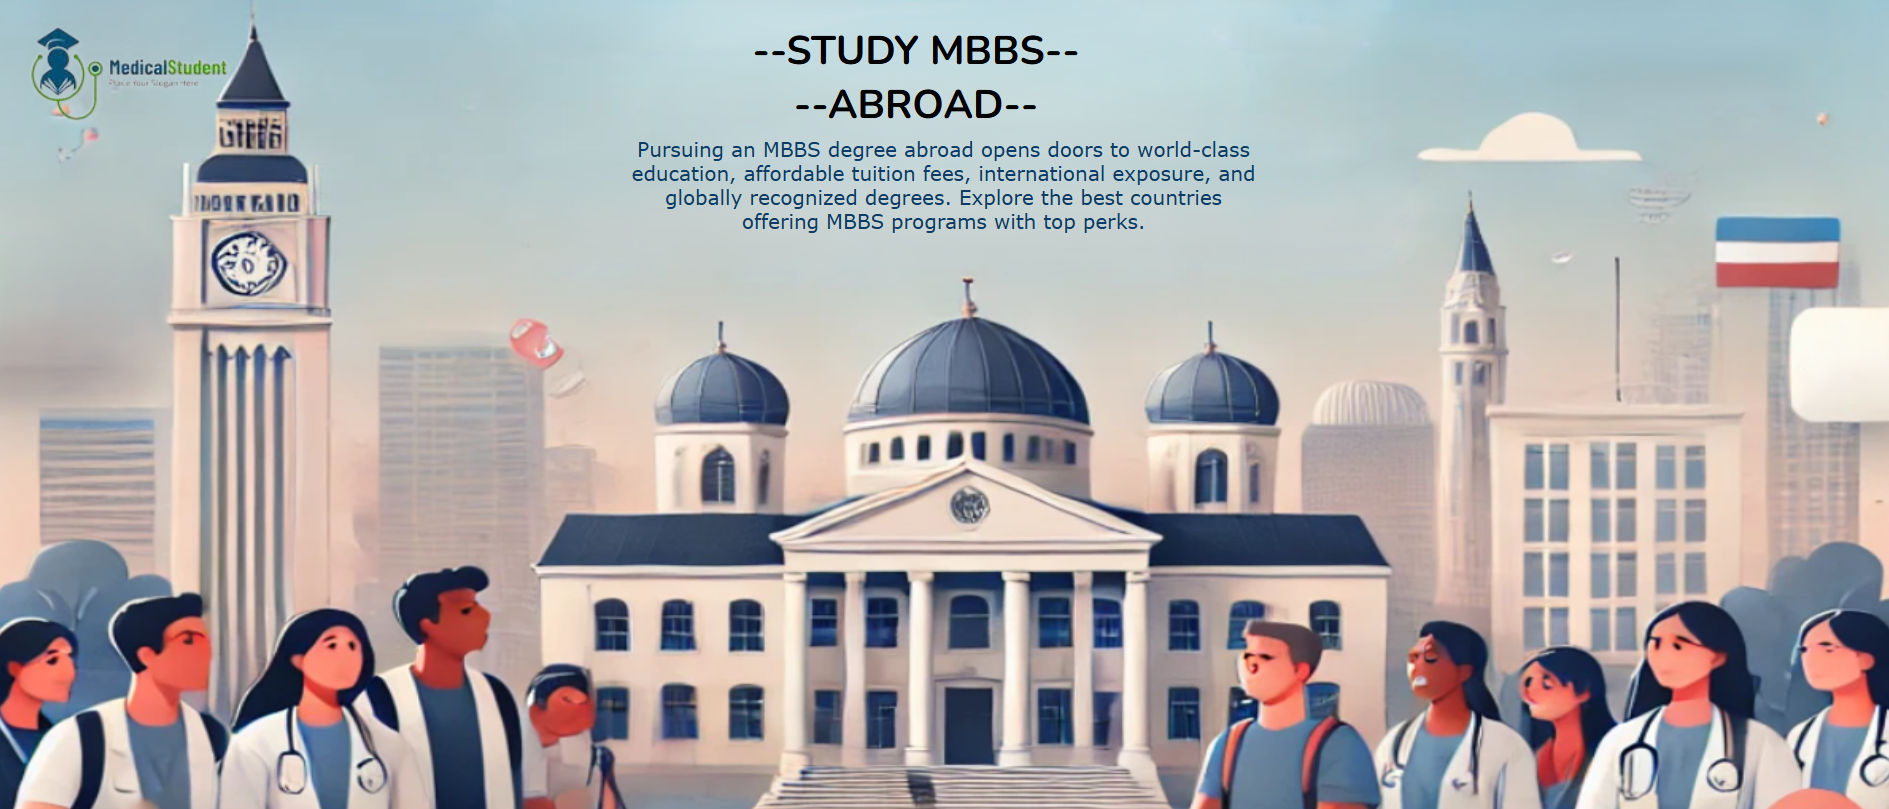 MedicalStudent
Place Your Slogan Here
--STUDY MBBS--
--ABROAD--
Pursuing an MBBS degree abroad opens doors to world-class
education, affordable tuition fees, international exposure, and
globally recognized degrees. Explore the best countries
offering MBBS programs with top perks.